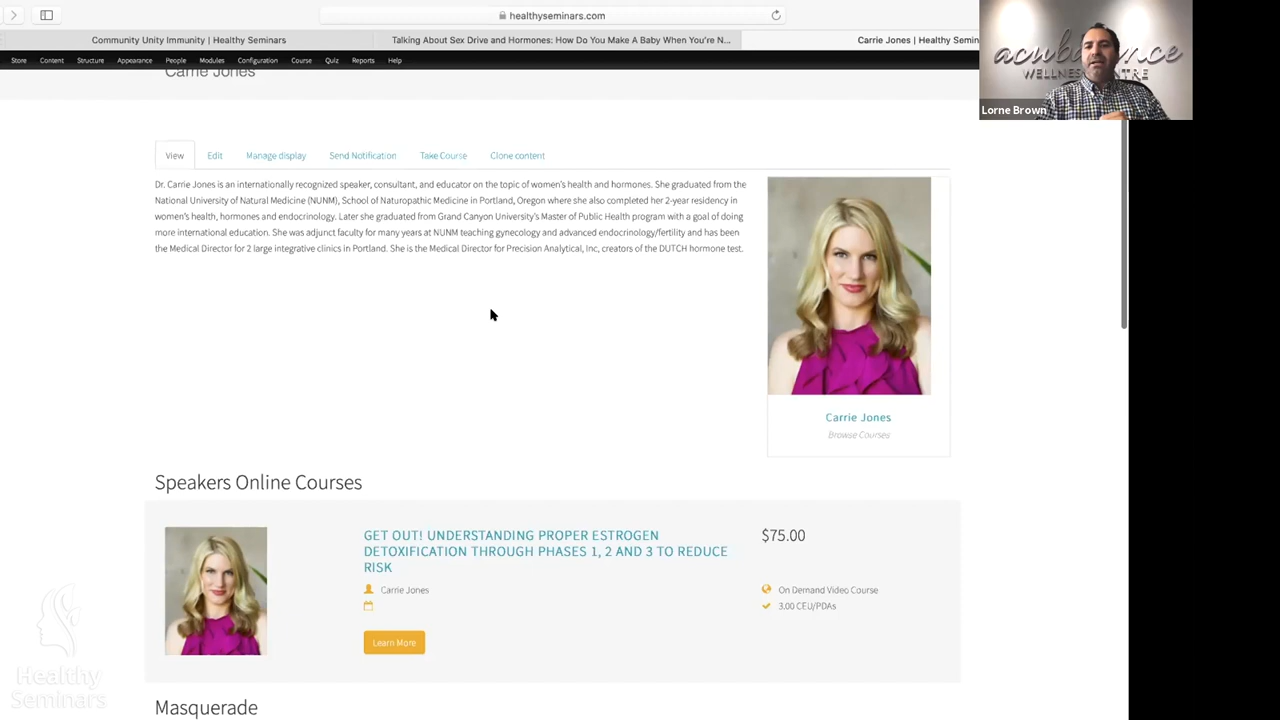 healthyseminars.com
Community Unity Immunity | Healthy Seminars
Talking About Sex Drive and Hormones: How Do You Make A Baby When You're N...
Carrie Jones | Healthy Semin
Store Content Structure Appearance People Modules Configuration Course Quiz Reports Help
acubalance
WELLNESS CENTRE
Lorne Brown
Carrie Jones
View Edit Manage display Send Notification Take Course Clone content
Dr. Carrie Jones is an internationally recognized speaker, consultant, and educator on the topic of women's health and hormones. She graduated from the
National University of Natural Medicine (NUNM), School of Naturopathic Medicine in Portland, Oregon where she also completed her 2-year residency in
women's health, hormones and endocrinology. Later she graduated from Grand Canyon University's Master of Public Health program with a goal of doing
more international education. She was adjunct faculty for many years at NUNM teaching gynecology and advanced endocrinology/fertility and has been
the Medical Director for 2 large integrative clinics in Portland. She is the Medical Director for Precision Analytical, Inc, creators of the DUTCH hormone test.
Carrie Jones
Browse Courses
Speakers Online Courses
GET OUT! UNDERSTANDING PROPER ESTROGEN
DETOXIFICATION THROUGH PHASES 1, 2 AND 3 TO REDUCE
RISK
$75.00
Carrie Jones
On Demand Video Course
3.00 CEU/PDAs
Learn More
Masquerade
Healthy
Seminars